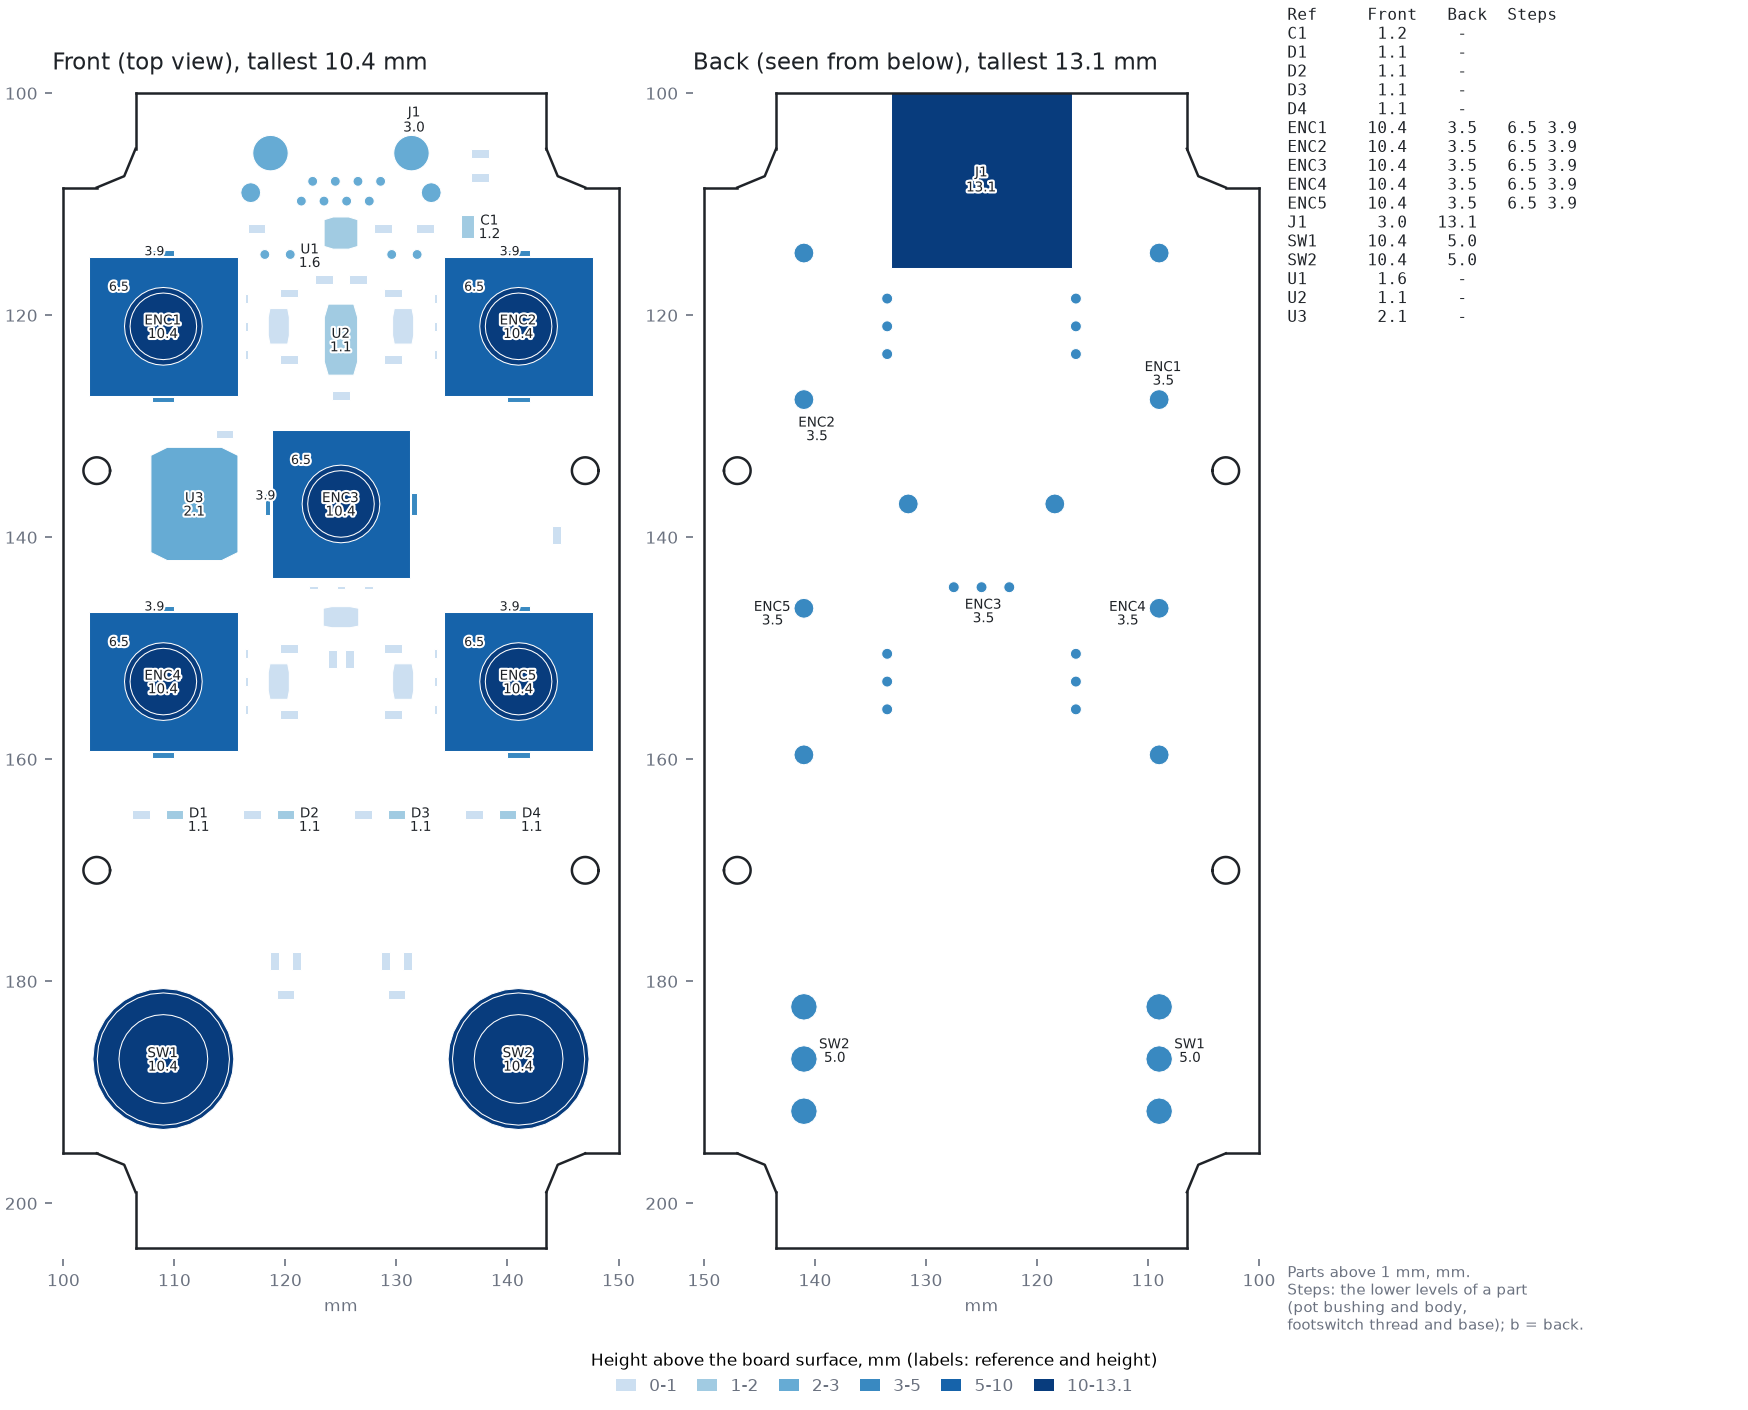 Ref Front Back Steps
C1 1.2 -
D1 1.1 -
D2 1.1 -
D3 1.1 -
D4 1.1 -
ENC1 10.4 3.5 6.5 3.9
ENC2 10.4 3.5 6.5 3.9
ENC3 10.4 3.5 6.5 3.9
ENC4 10.4 3.5 6.5 3.9
ENC5 10.4 3.5 6.5 3.9
J1 3.0 13.1
SW1 10.4 5.0
SW2 10.4 5.0
U1 1.6 -
U2 1.1 -
U3 2.1 -
Front (top view), tallest 10.4 mm
100
120
140
160
180
200
J1
3.0
C1
1.2
U1
1.6
3.9
3.9
6.5
6.5
ENC1
10.4
ENC2
10.4
U2
1.1
6.5
3.9
U3
2.1
ENC3
10.4
3.9
3.9
6.5
6.5
ENC4
10.4
ENC5
10.4
D1
1.1
D2
1.1
D3
1.1
D4
1.1
SW1
10.4
SW2
10.4
100 110 120 130 140 150
mm
Back (seen from below), tallest 13.1 mm
100
120
140
160
180
200
J1
13.1
ENC1
3.5
ENC2
3.5
ENC5
3.5
ENC3
3.5
ENC4
3.5
SW2
5.0
SW1
5.0
150 140 130 120 110 100
mm
Parts above 1 mm, mm.
Steps: the lower levels of a part
(pot bushing and body,
footswitch thread and base); b = back.
Height above the board surface, mm (labels: reference and height)
0-1 1-2 2-3 3-5 5-10 10-13.1